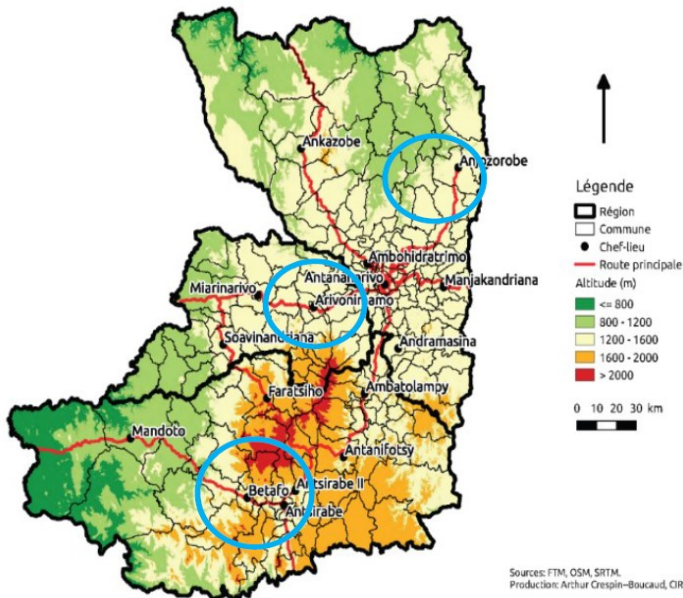 Ankazobe
Anjozorobe
Ambohidratrimo
Antananarivo
Manjakandriana
Miarinarivo
Arivonimamo
Soavinandriana
Andramasina
Faratsiho
Ambatolampy
Mandoto
Antanifotsy
Betafo
Antsirabe II
Antsirabe
Légende
Région
Commune
Chef-lieu
Route principale
Altitude (m)
<= 800
800 - 1200
1200 - 1600
1600 - 2000
> 2000
0 10 20 30 km
Sources: FTM, OSM, SRTM.
Production: Arthur Crespin--Boucaud, CIR